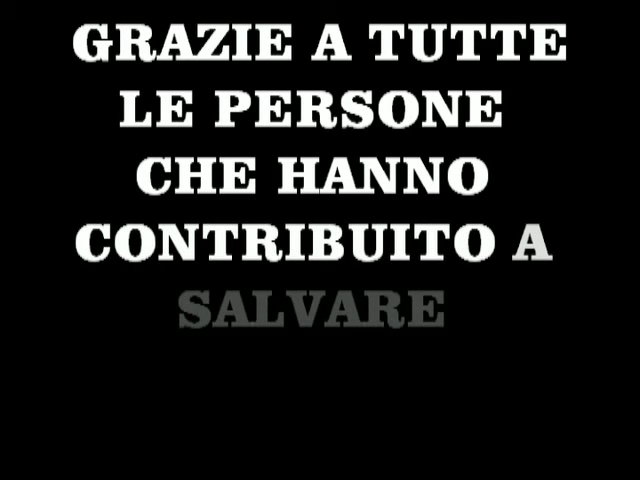 GRAZIE A TUTTE
LE PERSONE
CHE HANNO
CONTRIBUITO A
SALVARE